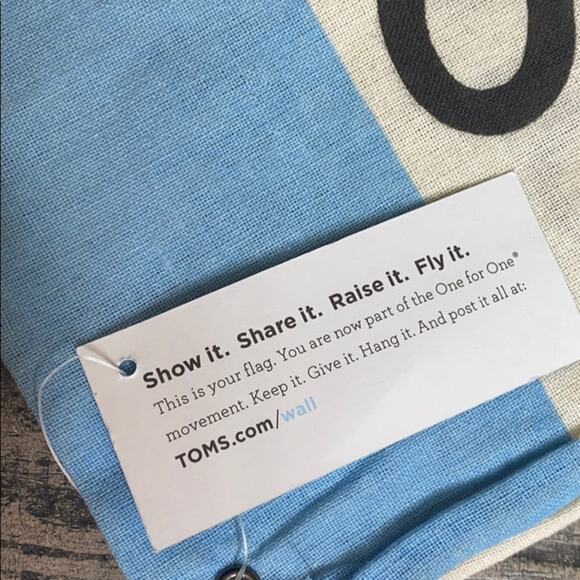 Show it. Share it. Raise it. Fly it.
This is your flag. You are now part of the One for One®
movement. Keep it. Give it. Hang it. And post it all at:
TOMS.com/wall